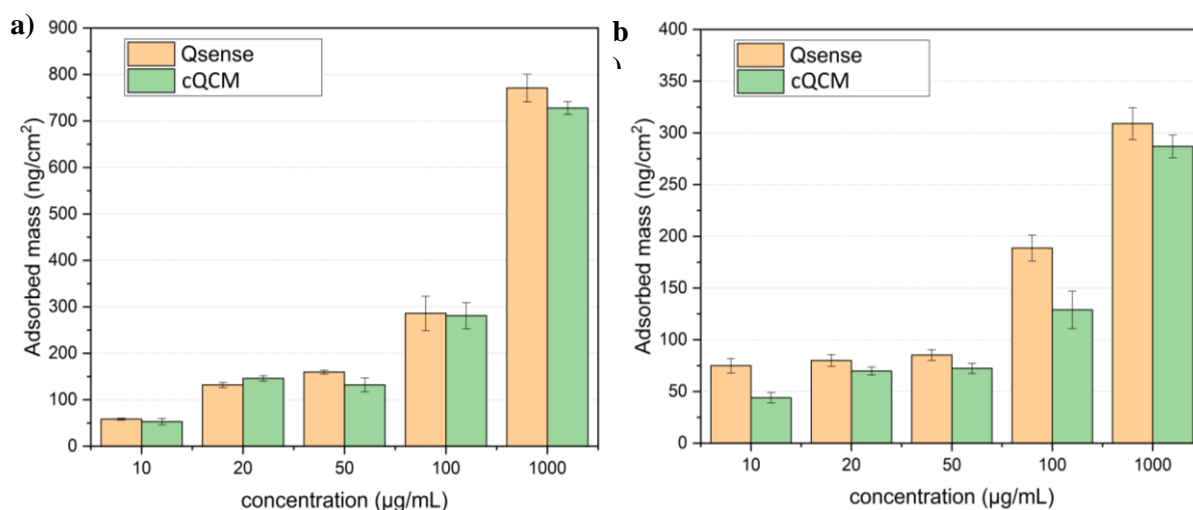 a)
900
800
700
600
500
400
300
200
100
0
Qsense
cQCM
Adsorbed mass (ng/cm²)
10 20 50 100 1000
concentration (µg/mL)
b
)
400
350
300
250
200
150
100
50
0
Qsense
cQCM
Adsorbed mass (ng/cm²)
10 20 50 100 1000
concentration (µg/mL)